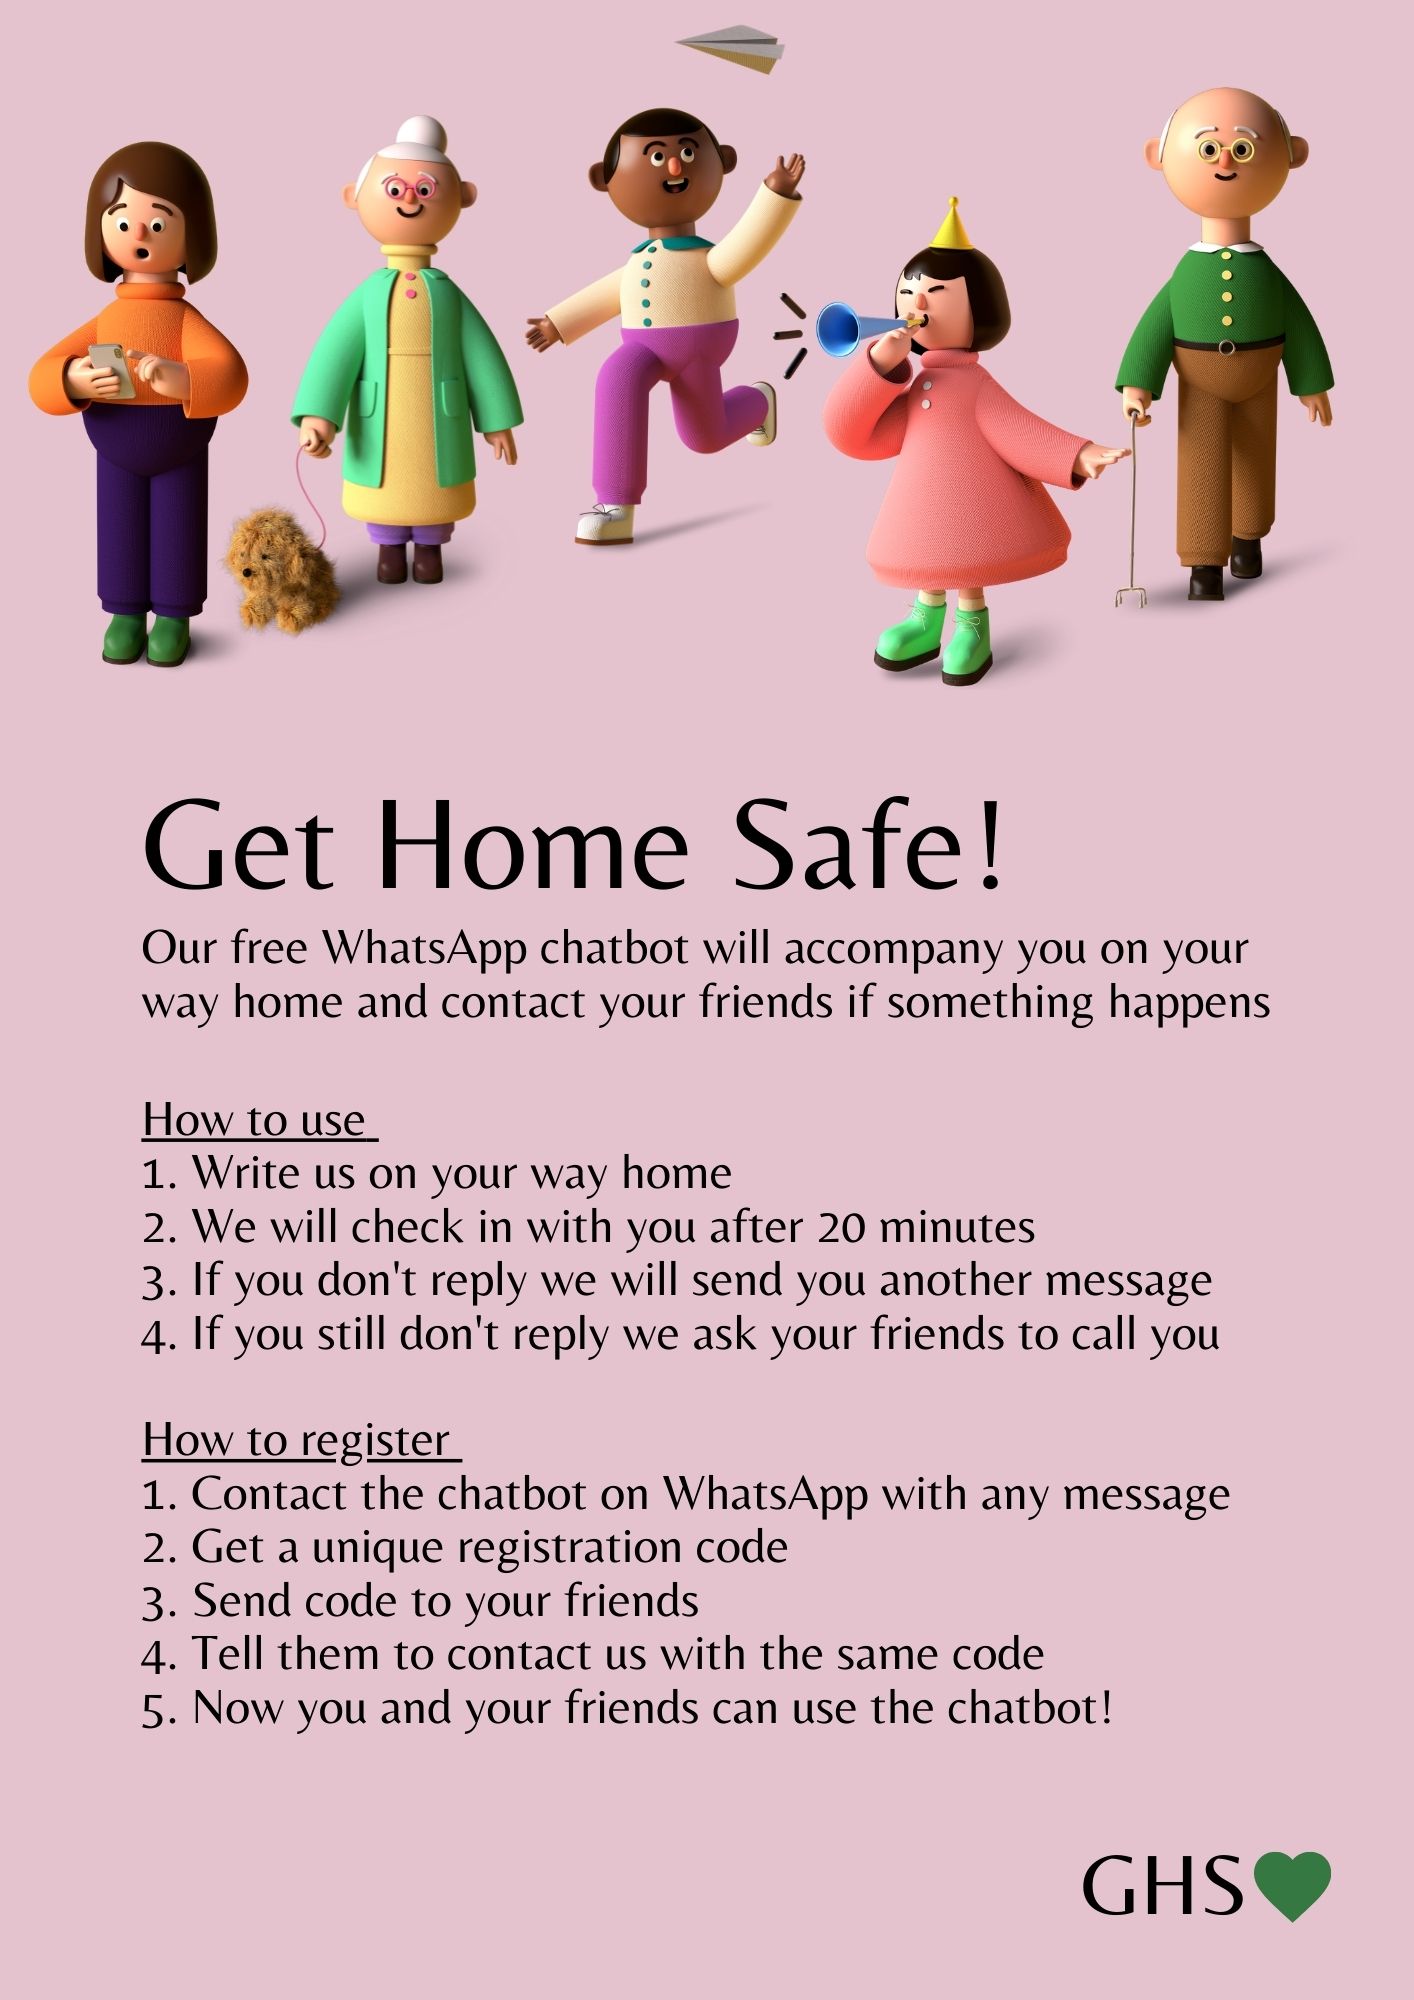 Get Home Safe!
Our free WhatsApp chatbot will accompany you on your
way home and contact your friends if something happens
How to use
1. Write us on your way home
2. We will check in with you after 20 minutes
3. If you don't reply we will send you another message
4. If you still don't reply we ask your friends to call you
How to register
1. Contact the chatbot on WhatsApp with any message
2. Get a unique registration code
3. Send code to your friends
4. Tell them to contact us with the same code
5. Now you and your friends can use the chatbot!
GHS